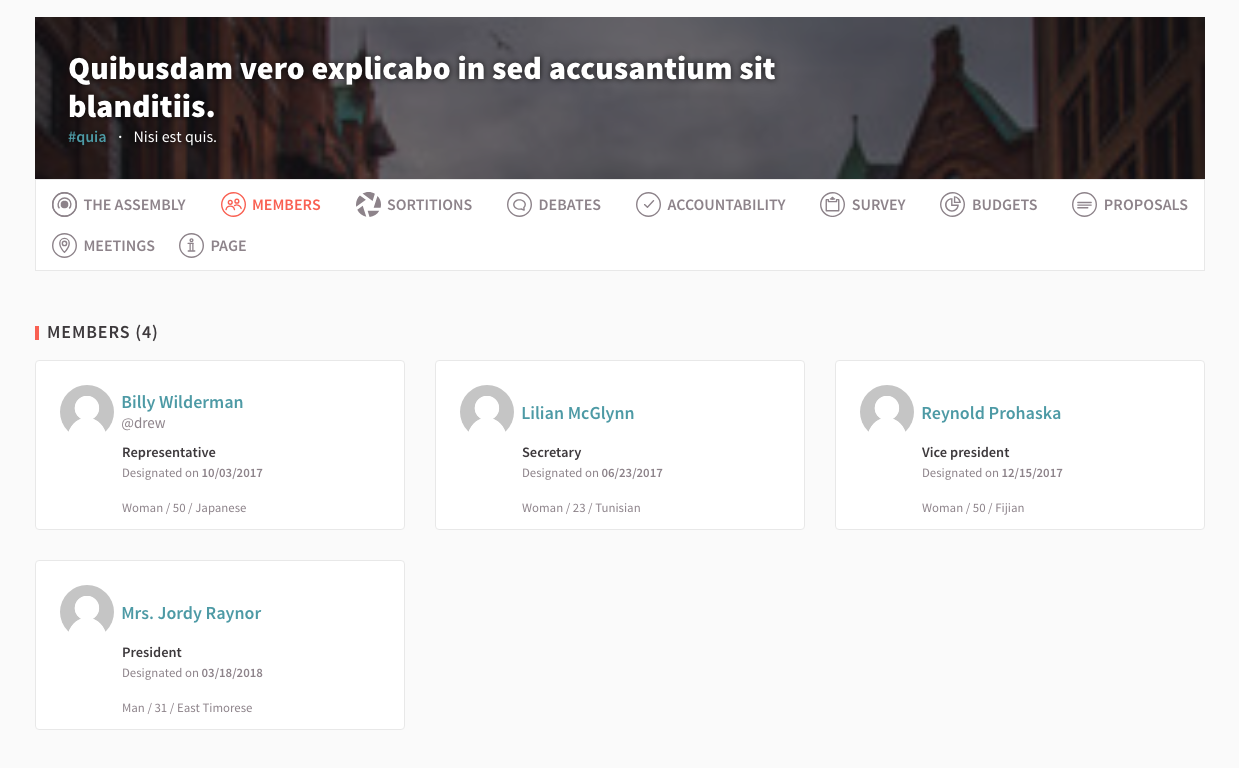 Quibusdam vero explicabo in sed accusantium sit
blanditiis.
#quia · Nisi est quis.
THE ASSEMBLY MEMBERS SORTITIONS DEBATES ACCOUNTABILITY SURVEY BUDGETS PROPOSALS
MEETINGS PAGE
MEMBERS (4)
Billy Wilderman
@drew
Representative
Designated on 10/03/2017
Woman / 50 / Japanese
Lilian McGlynn
Secretary
Designated on 06/23/2017
Woman / 23 / Tunisian
Reynold Prohaska
Vice president
Designated on 12/15/2017
Woman / 50 / Fijian
Mrs. Jordy Raynor
President
Designated on 03/18/2018
Man / 31 / East Timorese